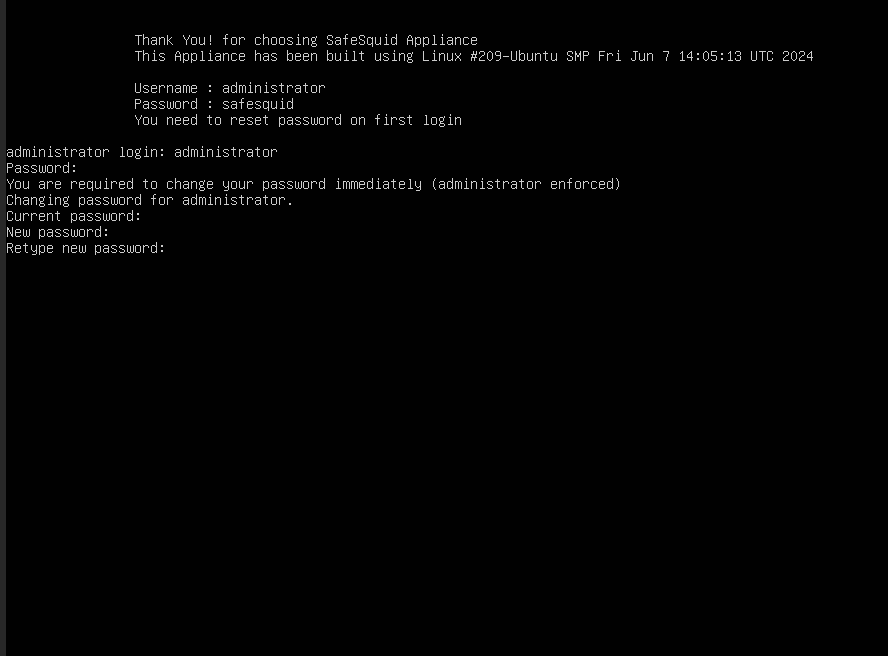 Thank You! for choosing SafeSquid Appliance
This Appliance has been built using Linux #209-Ubuntu SMP Fri Jun 7 14:05:13 UTC 2024
Username : administrator
Password : safesquid
You need to reset password on first login
administrator login: administrator
Password:
You are required to change your password immediately (administrator enforced)
Changing password for administrator.
Current password:
New password:
Retype new password: